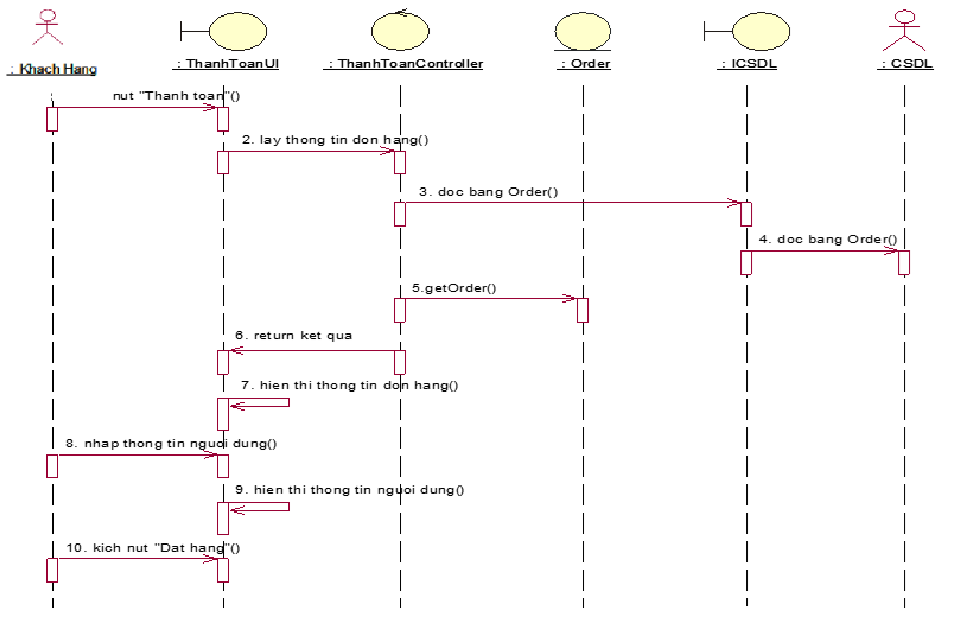 : Khach Hang
: ThanhToanUI
: ThanhToanController
: Order
: ICSDL
: CSDL
nut "Thanh toan"()
2. lay thong tin don hang()
3. doc bang Order()
4. doc bang Order()
5.getOrder()
6. return ket qua
7. hien thi thong tin don hang()
8. nhap thong tin nguoi dung()
9. hien thi thong tin nguoi dung()
10. kich nut "Dat hang"()